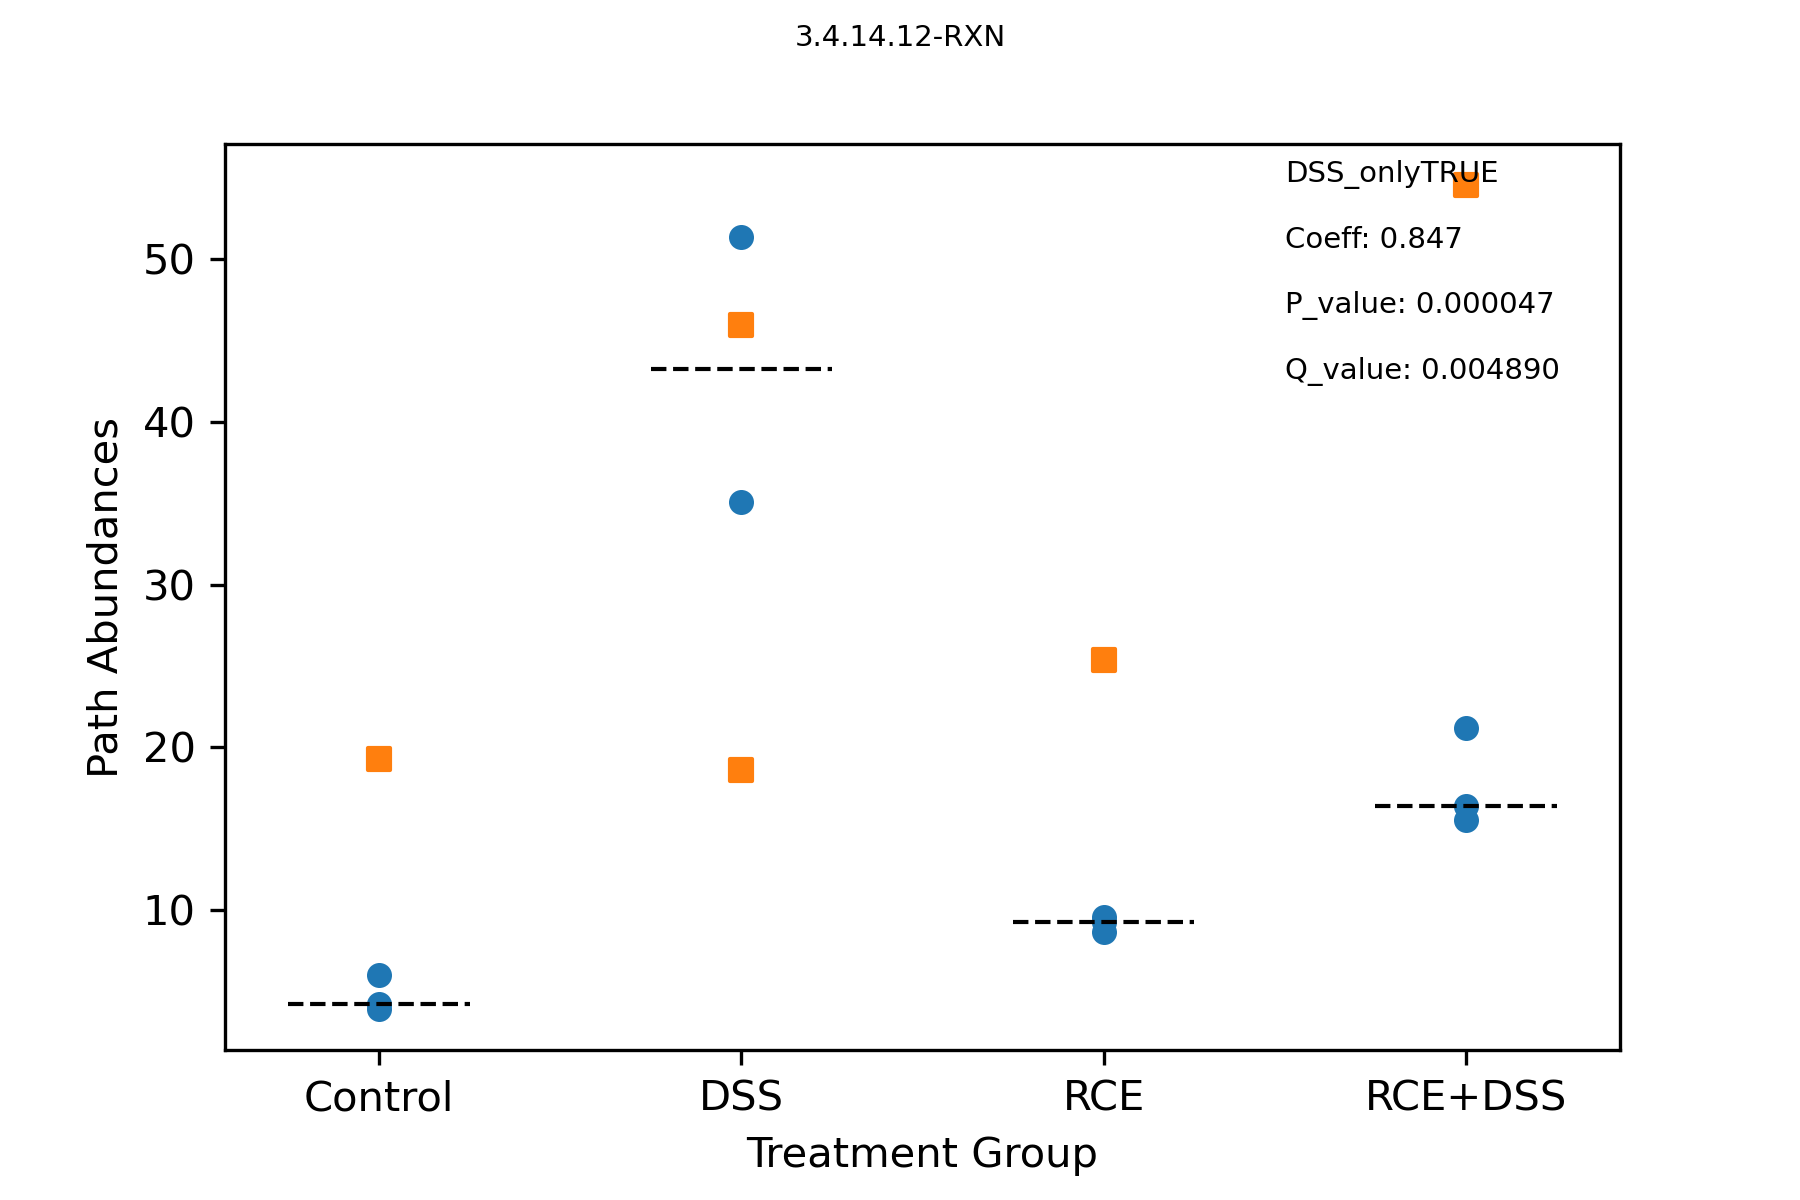 3.4.14.12-RXN
DSS_onlyTRUE
Coeff: 0.847
P_value: 0.000047
Q_value: 0.004890
Path Abundances
50
40
30
20
10
Control
DSS
RCE
RCE+DSS
Treatment Group